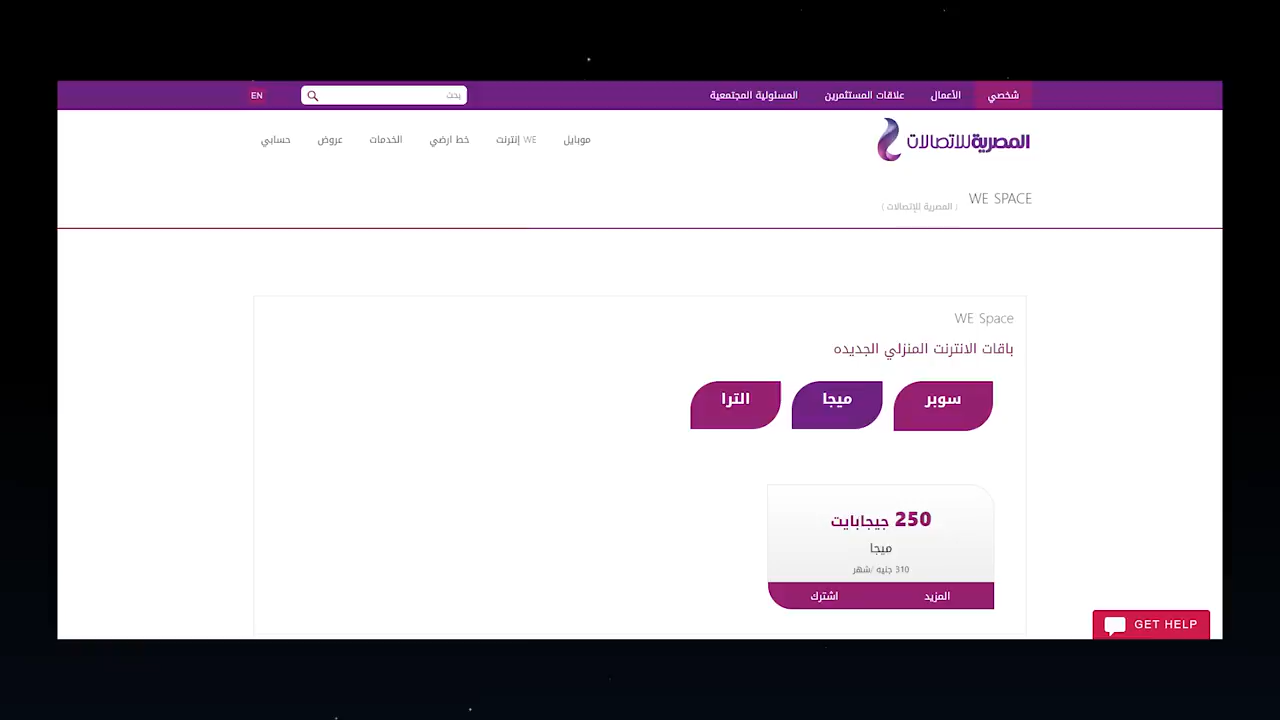 شخصي
الأعمال
علاقات المستثمرين
المسئولية المجتمعية
بحث
EN
المصرية للاتصالات
موبايل
WE إنترنت
خط ارضي
الخدمات
عروض
حسابي
WE SPACE ( المصرية للإتصالات )
WE Space
باقات الانترنت المنزلي الجديده
سوبر
ميجا
الترا
250 جيجابايت
ميجا
310 جنيه /شهر
المزيد
اشترك
GET HELP